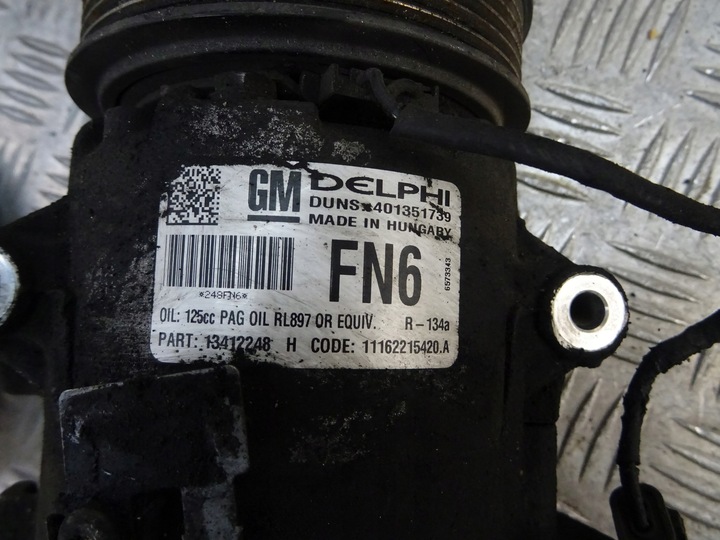 GM DELPHI
DUNS:401351739
MADE IN HUNGARY
*248FN6*
FN6
6573343
OIL: 125cc PAG OIL RL897 OR EQUIV. R-134a
PART: 13412248 H CODE: 11162215420.A